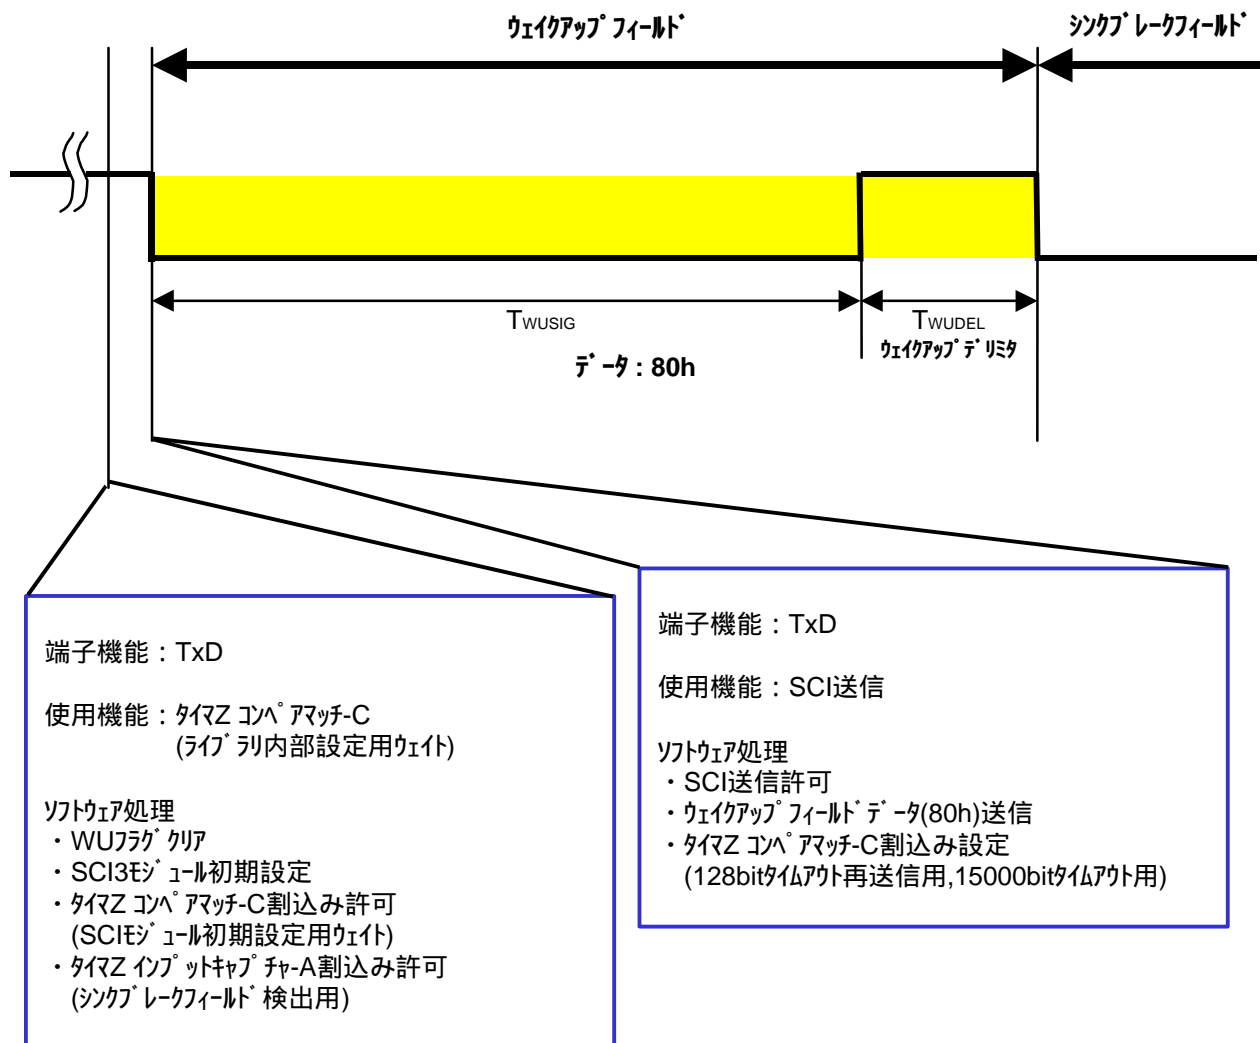 ｳｪｲｸｱｯﾌﾟﾌｨｰﾙﾄﾞ
ｼﾝｸﾌﾞﾚｰｸﾌｨｰﾙﾄﾞ
TWUSIG
TWUDEL
ｳｪｲｸｱｯﾌﾟﾃﾞﾘﾐﾀ
ﾃﾞｰﾀ : 80h
端子機能：TxD
使用機能：ﾀｲﾏZ ｺﾝﾍﾟｱﾏｯﾁ-C
(ﾗｲﾌﾞﾗﾘ内部設定用ｳｪｲﾄ)
ｿﾌﾄｳｪｱ処理
・WUﾌﾗｸﾞｸﾘｱ
・SCI3ﾓｼﾞｭｰﾙ初期設定
・ﾀｲﾏZ ｺﾝﾍﾟｱﾏｯﾁ-C割込み許可
(SCIﾓｼﾞｭｰﾙ初期設定用ｳｪｲﾄ)
・ﾀｲﾏZ ｲﾝﾌﾟｯﾄｷｬﾌﾟﾁｬ-A割込み許可
(ｼﾝｸﾌﾞﾚｰｸﾌｨｰﾙﾄﾞ検出用)
端子機能：TxD
使用機能：SCI送信
ｿﾌﾄｳｪｱ処理
・SCI送信許可
・ｳｪｲｸｱｯﾌﾟﾌｨｰﾙﾄﾞﾃﾞｰﾀ(80h)送信
・ﾀｲﾏZ ｺﾝﾍﾟｱﾏｯﾁ-C割込み設定
(128bitﾀｲﾑｱｳﾄ再送信用,15000bitﾀｲﾑｱｳﾄ用)